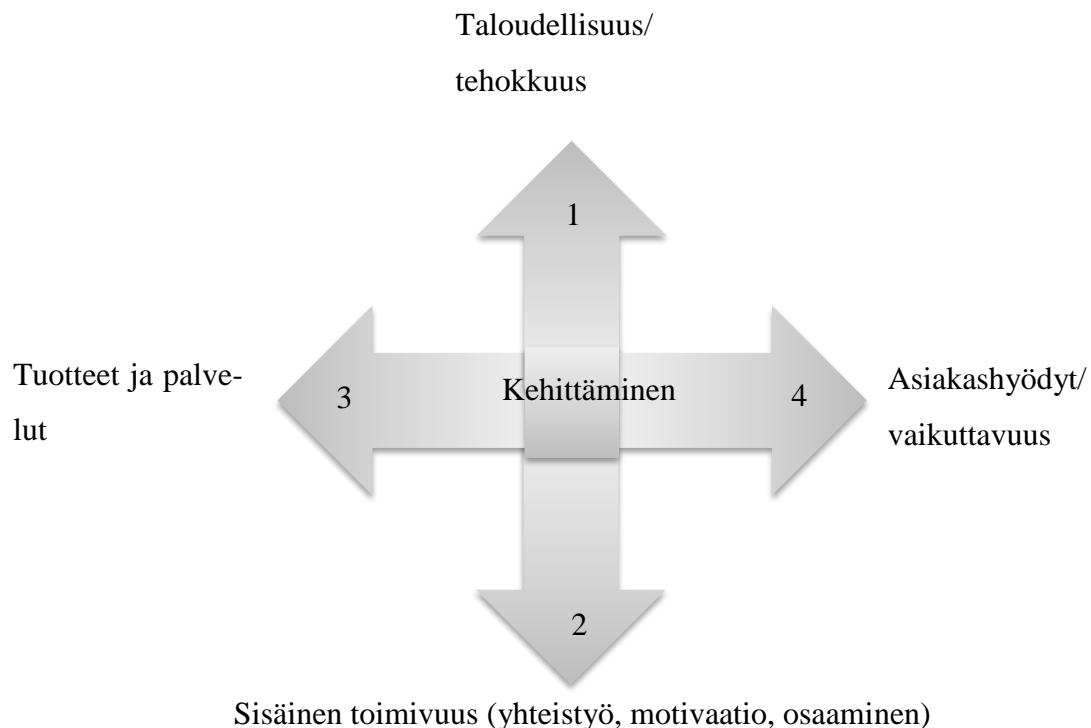 Taloudellisuus/
tehokkuus
1
Tuotteet ja palve-
lut
3
Kehittäminen
4
Asiakashyödyt/
vaikuttavuus
2
Sisäinen toimivuus (yhteistyö, motivaatio, osaaminen)